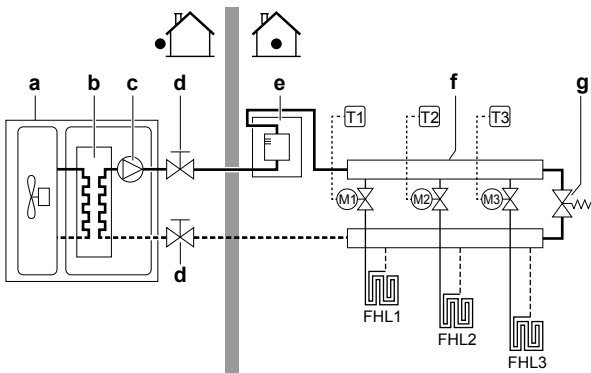 a b c d e f g
T1 T2 T3
M1 M2 M3
d
FHL1
FHL2
FHL3